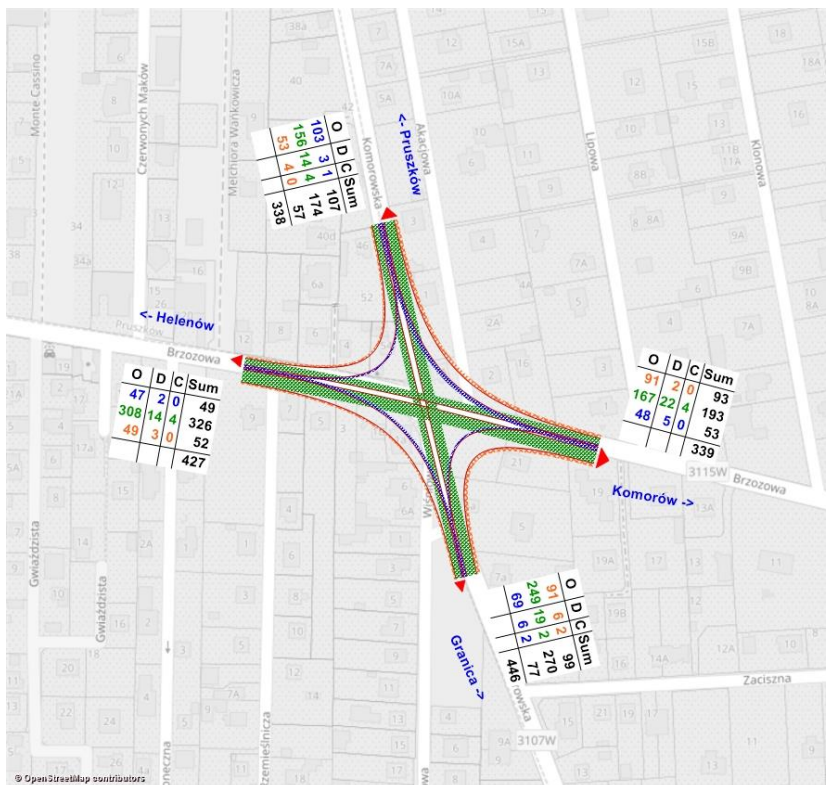 Monte Cassino
Czerwonych Maków
Melchiora Wańkowicza
Komorowska
Akacjowa
Lipowa
Klonowa
<- Pruszków
O D C Sum
103 3 1 107
156 14 4 174
53 4 0 57
338
<- Helenów
Pruszków
Brzozowa
O D C Sum
47 2 0 49
308 14 4 326
49 3 0 52
427
O D C Sum
91 2 0 93
167 22 4 193
48 5 0 53
339
3115W
Brzozowa
Komorów ->
O D C Sum
91 6 2 99
249 19 2 270
69 6 2 77
446
Granica ->
Gwiaździsta
Gwiaździsta
Zaciszna
3107W
© OpenStreetMap contributors